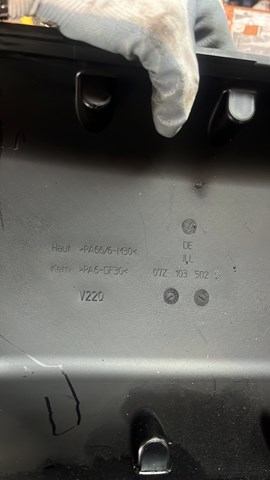 DE
Haut >PA66/6-M30<
Kern >PA6-GF30<
07Z 103 502
V220